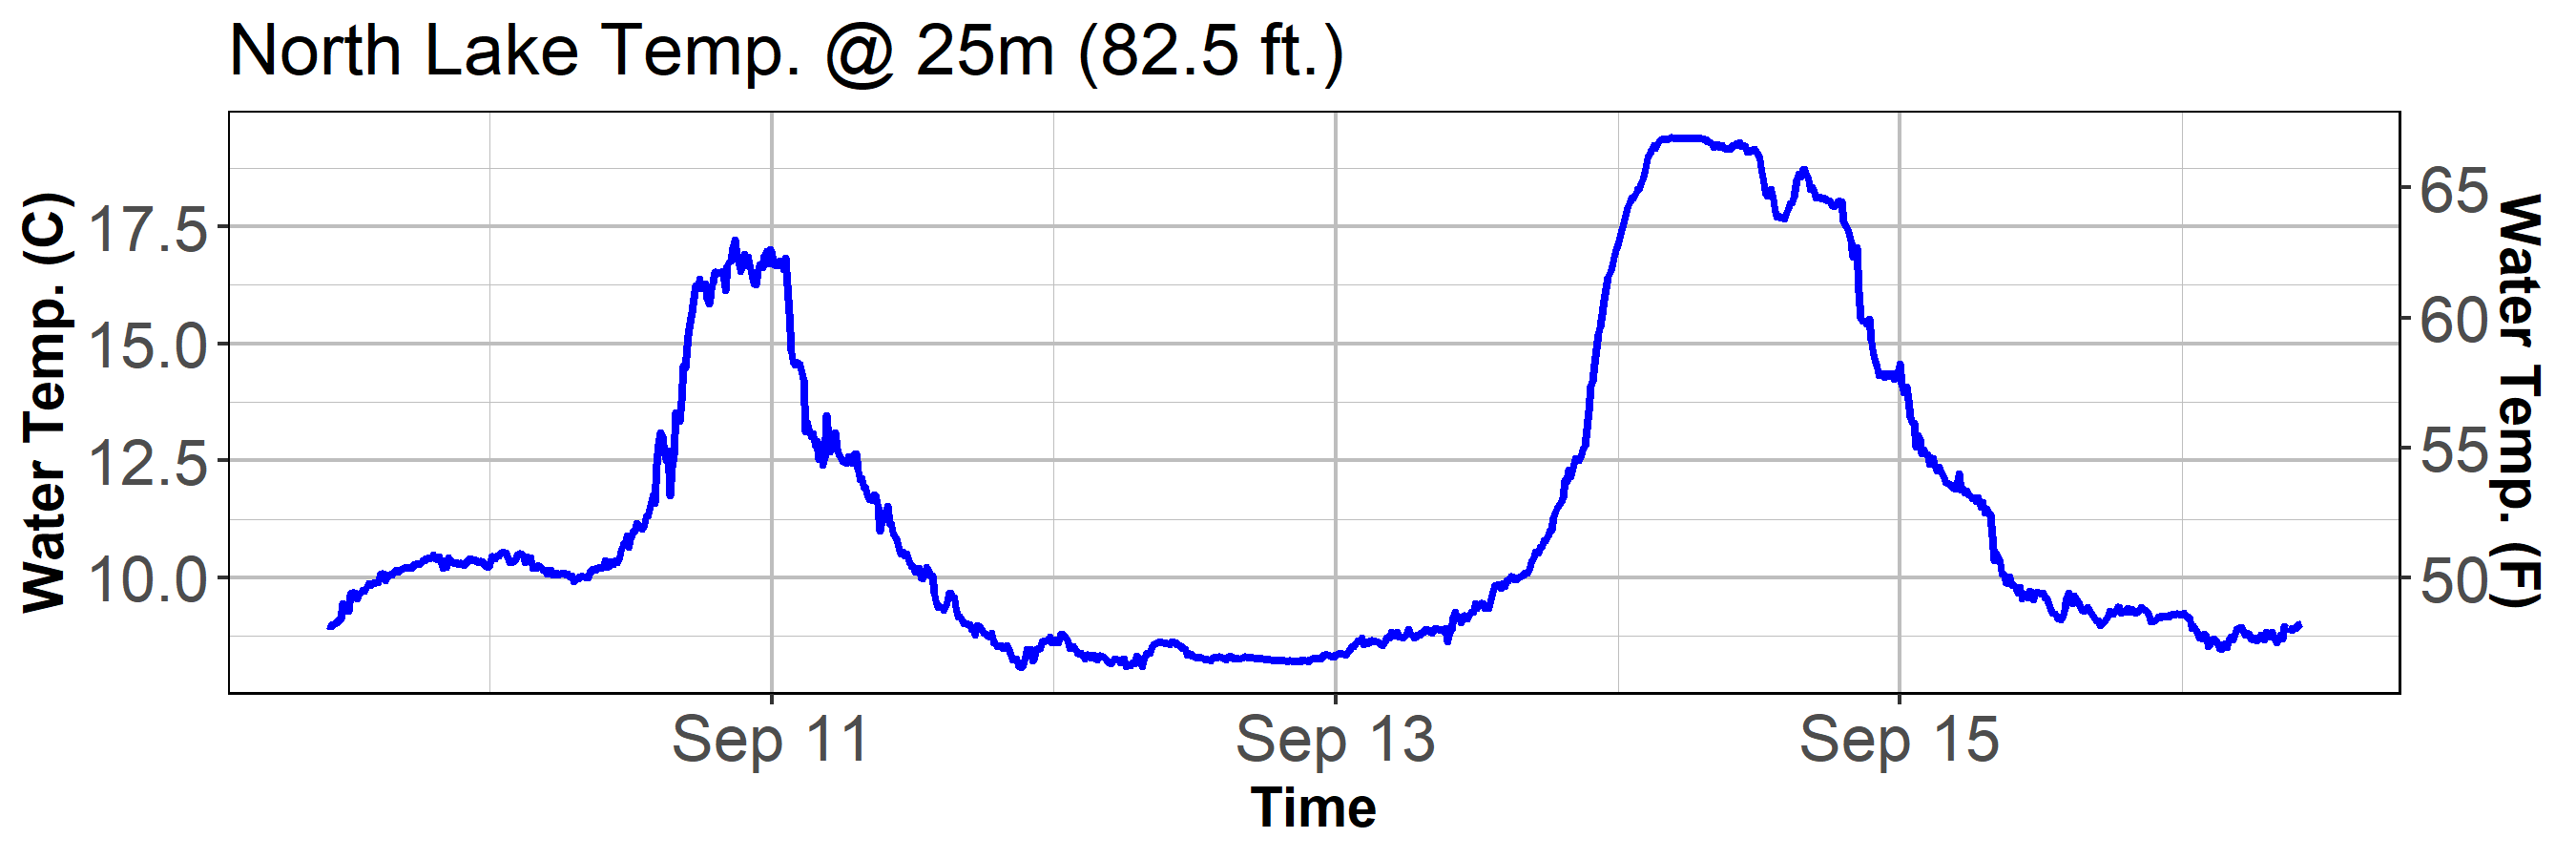 North Lake Temp. @ 25m (82.5 ft.)
Water Temp. (C)
17.5
15.0
12.5
10.0
65
60
55
50
Water Temp. (F)
Sep 11
Sep 13
Sep 15
Time